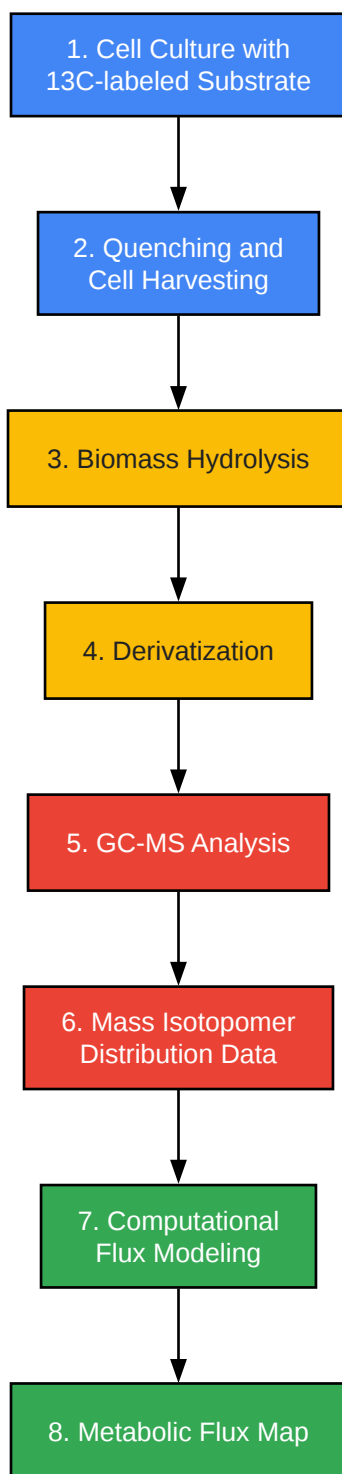 1. Cell Culture with
13C-labeled Substrate
2. Quenching and
Cell Harvesting
3. Biomass Hydrolysis
4. Derivatization
5. GC-MS Analysis
6. Mass Isotopomer
Distribution Data
7. Computational
Flux Modeling
8. Metabolic Flux Map